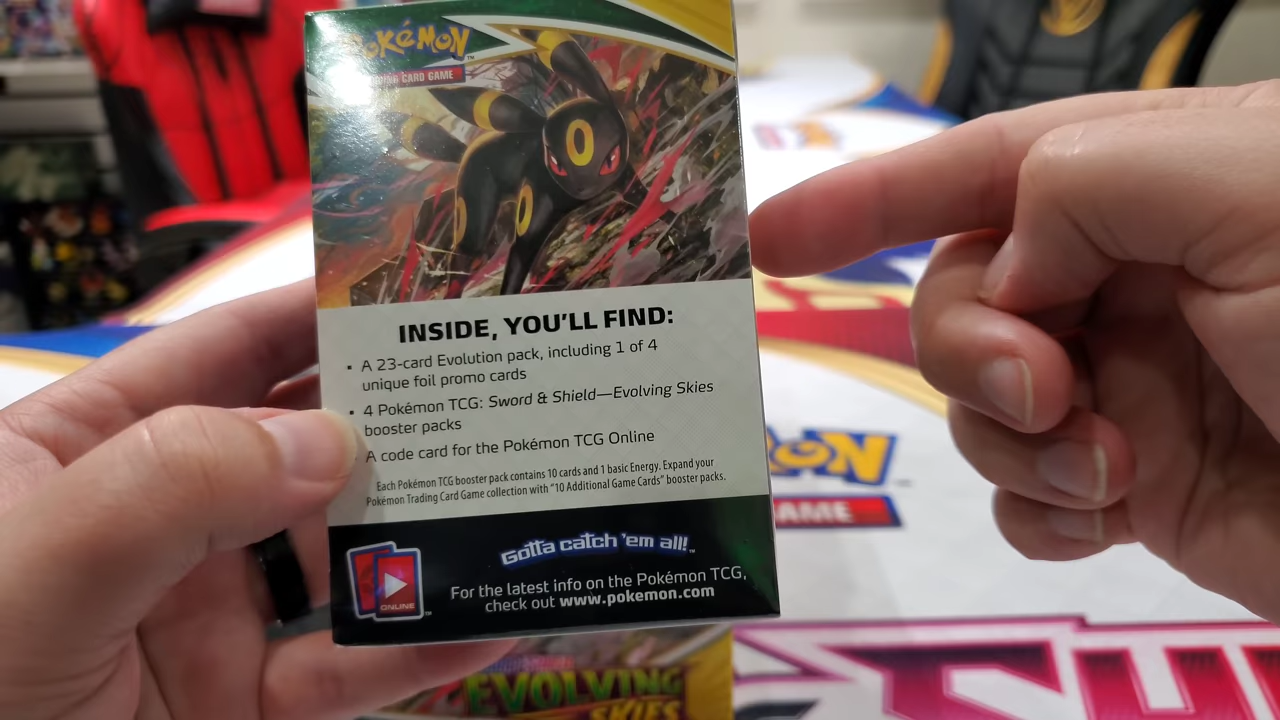 Pokémon
TRADING CARD GAME
INSIDE, YOU'LL FIND:
▪ A 23-card Evolution pack, including 1 of 4
unique foil promo cards
▪ 4 Pokémon TCG: Sword & Shield—Evolving Skies
booster packs
A code card for the Pokémon TCG Online
Each Pokémon TCG booster pack contains 10 cards and 1 basic Energy. Expand your
Pokémon Trading Card Game collection with "10 Additional Game Cards" booster packs.
Gotta catch 'em all!™
ONLINE
For the latest info on the Pokémon TCG,
check out www.pokemon.com
EVOLVING
SKIES